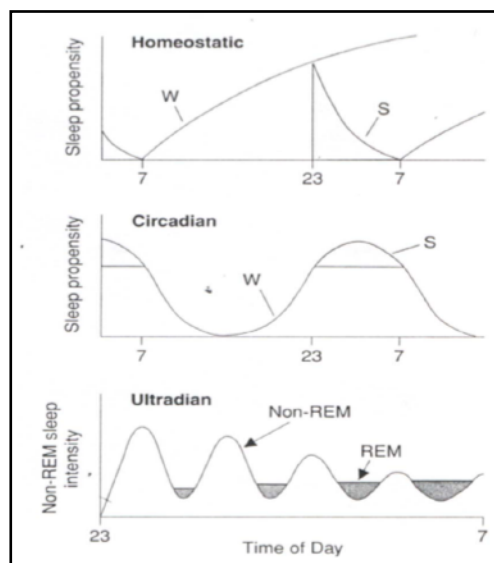 Homeostatic
Sleep propensity
W
S
7
23
7
Circadian
Sleep propensity
S
W
7
23
7
Ultradian
Non-REM sleep
intensity
Non-REM
REM
23
7
Time of Day